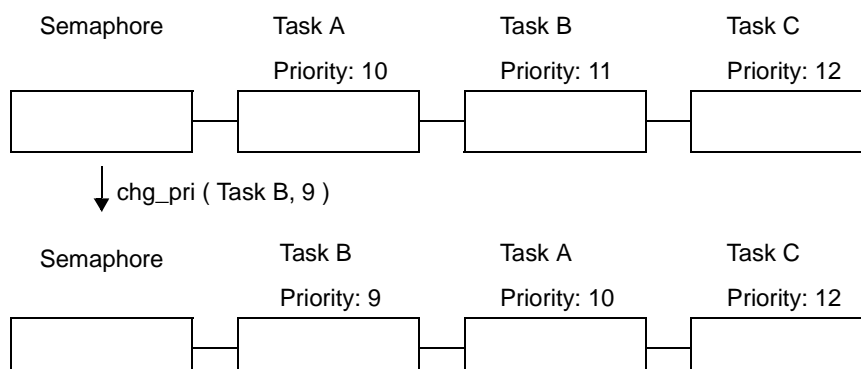 Semaphore Task A Task B Task C
Priority: 10 Priority: 11 Priority: 12
chg_pri ( Task B, 9 )
Semaphore Task B Task A Task C
Priority: 9 Priority: 10 Priority: 12